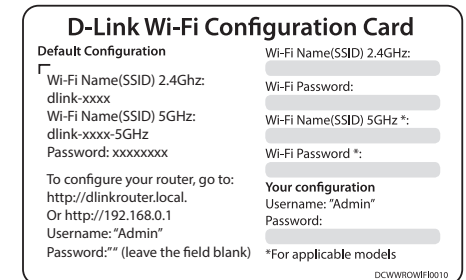 D-Link Wi-Fi Configuration Card
Default Configuration
Wi-Fi Name(SSID) 2.4Ghz:
dlink-xxxx
Wi-Fi Name(SSID) 5GHz:
dlink-xxxx-5GHz
Password: xxxxxxxx
To configure your router, go to:
http://dlinkrouter.local.
Or http://192.168.0.1
Username: “Admin”
Password:"“ (leave the field blank)
Wi-Fi Name(SSID) 2.4GHz:
Wi-Fi Password:
Wi-Fi Name(SSID) 5GHz *:
Wi-Fi Password *:
Your configuration
Username: "Admin"
Password:
*For applicable models
DCWWROWlFl0010